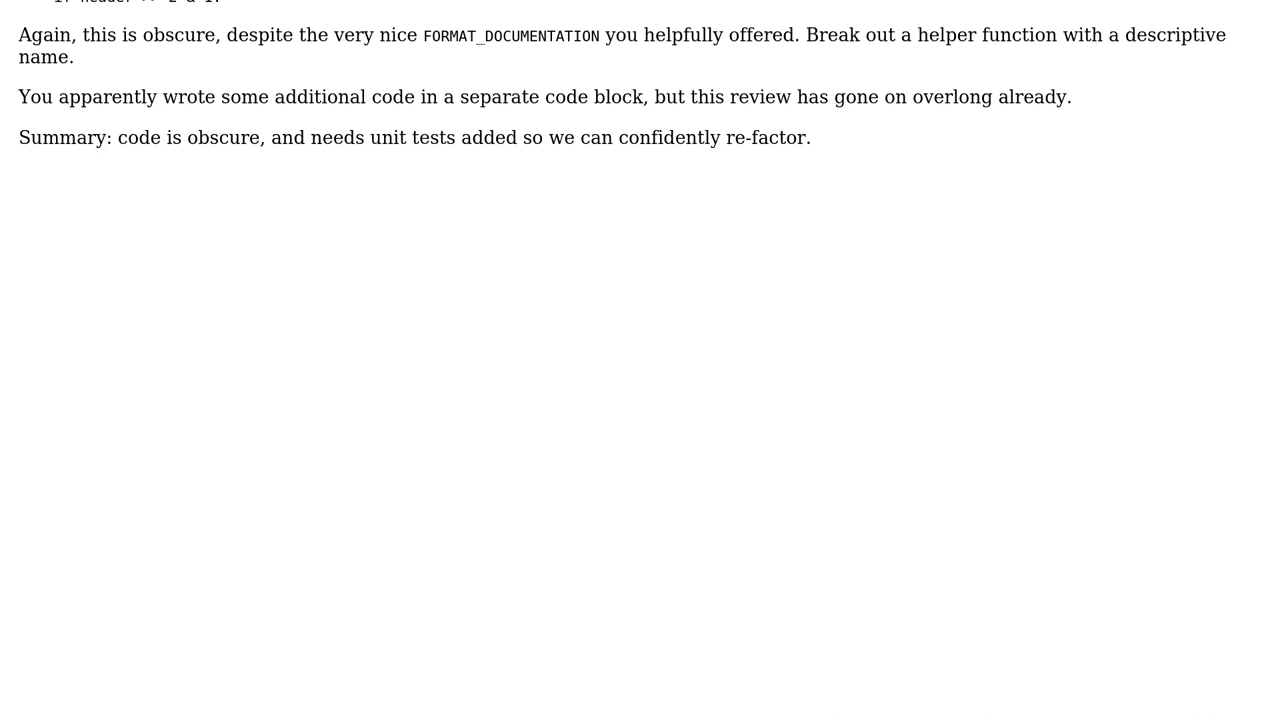 Again, this is obscure, despite the very nice FORMAT_DOCUMENTATION you helpfully offered. Break out a helper function with a descriptive
name.
You apparently wrote some additional code in a separate code block, but this review has gone on overlong already.
Summary: code is obscure, and needs unit tests added so we can confidently re-factor.